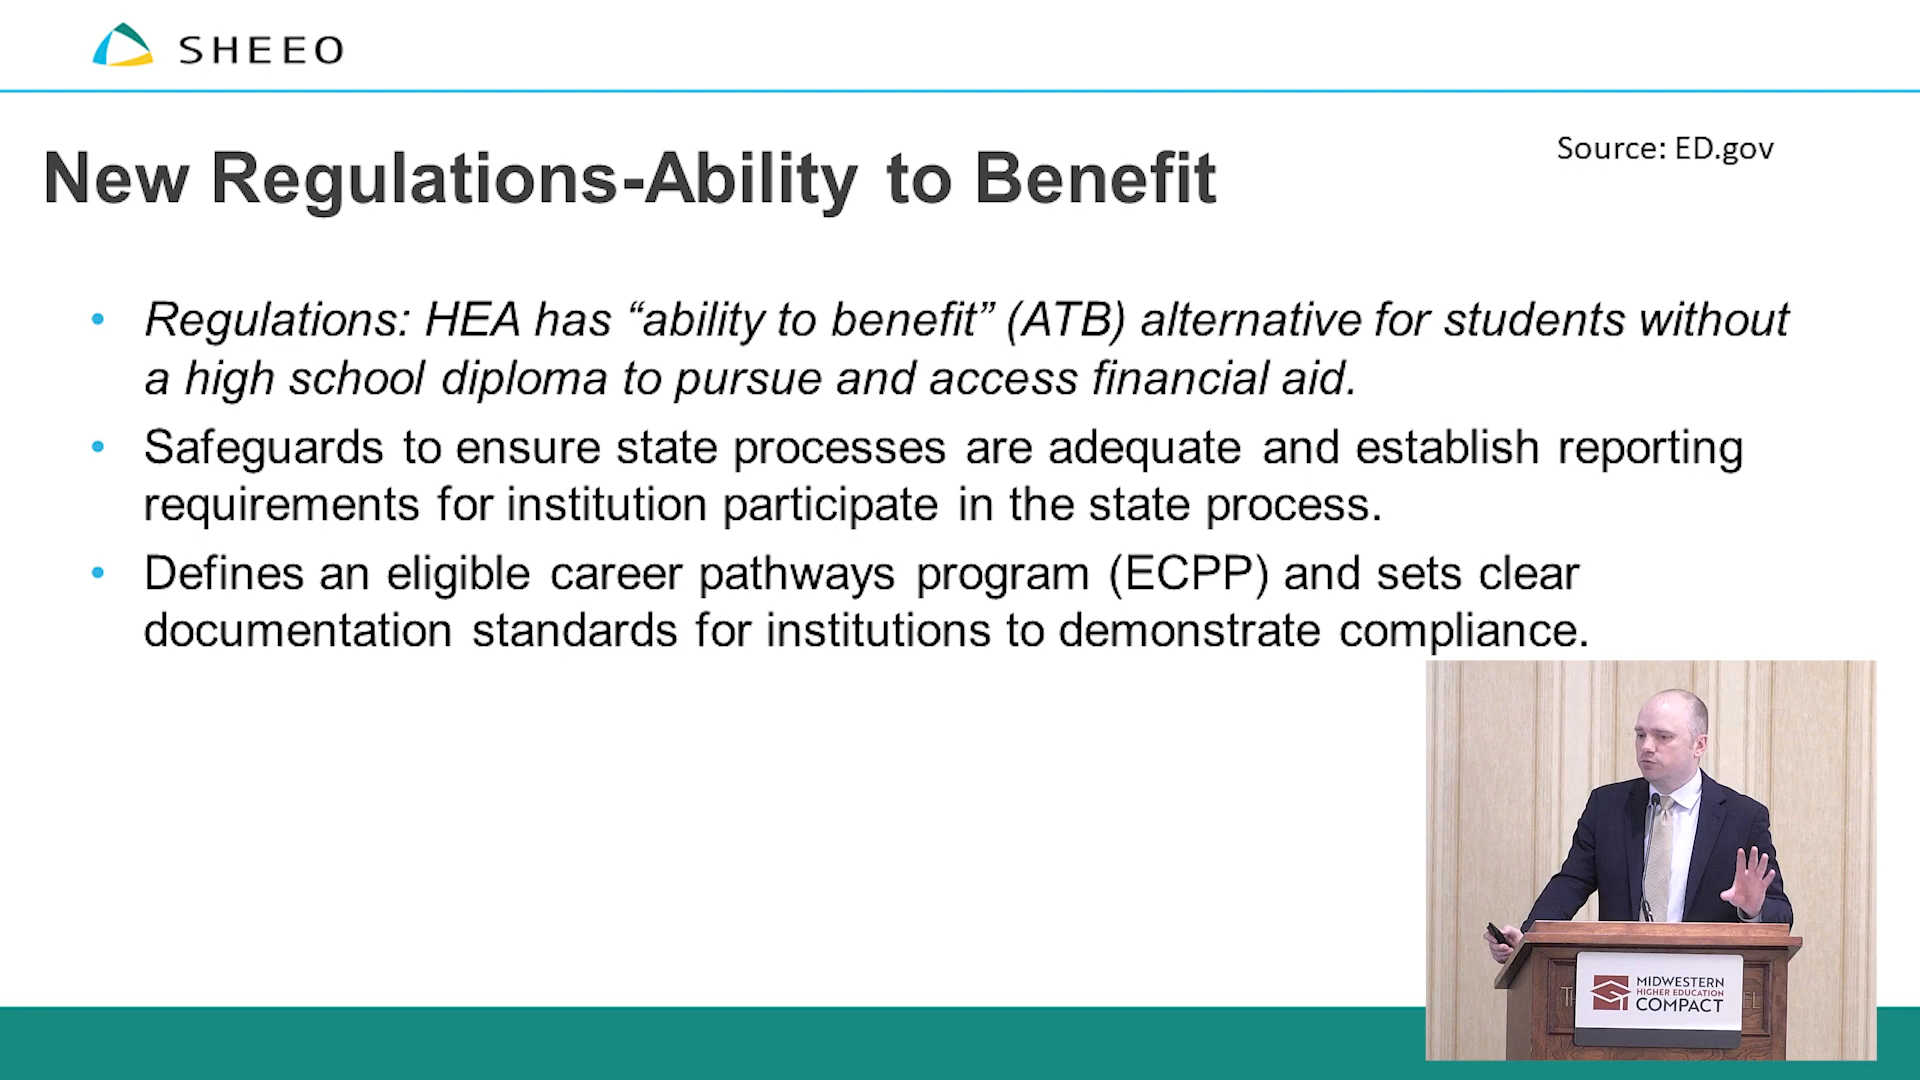 SHEEO
Source: ED.gov
New Regulations-Ability to Benefit
• Regulations: HEA has “ability to benefit” (ATB) alternative for students without
a high school diploma to pursue and access financial aid.
• Safeguards to ensure state processes are adequate and establish reporting
requirements for institution participate in the state process.
• Defines an eligible career pathways program (ECPP) and sets clear
documentation standards for institutions to demonstrate compliance.
MIDWESTERN
HIGHER EDUCATION
COMPACT